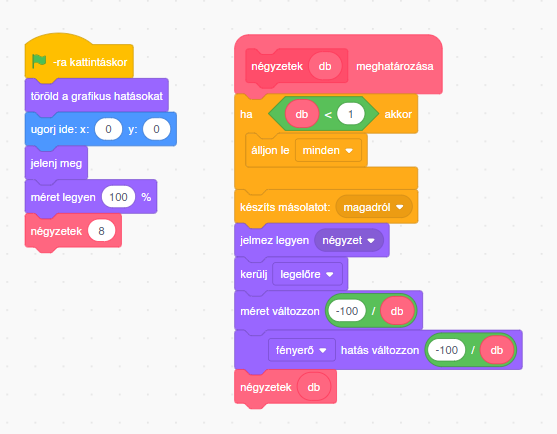 -ra kattintáskor
töröld a grafikus hatásokat
ugorj ide: x: 0 y: 0
jelenj meg
méret legyen 100 %
négyzetek 8
négyzetek db meghatározása
ha db < 1 akkor
álljon le minden
készíts másolatot: magadról
jelmez legyen négyzet
kerülj legelőre
méret változzon -100 / db
fényerő hatás változzon -100 / db
négyzetek db